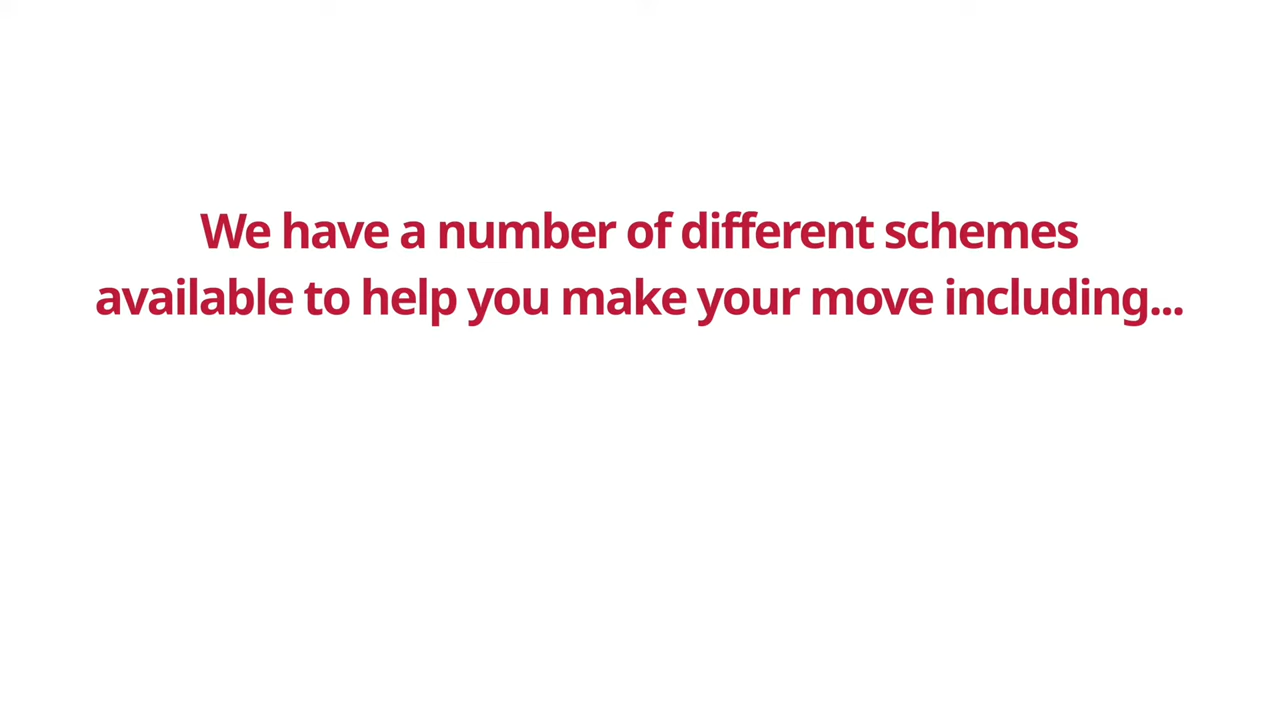 We have a number of different schemes
available to help you make your move including...